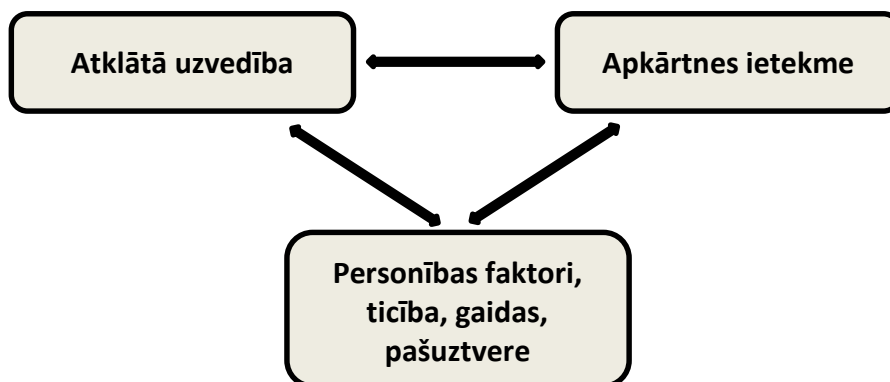 Atklātā uzvedība
Apkārtnes ietekme
Personības faktori,
ticība, gaidas,
pašuztvere